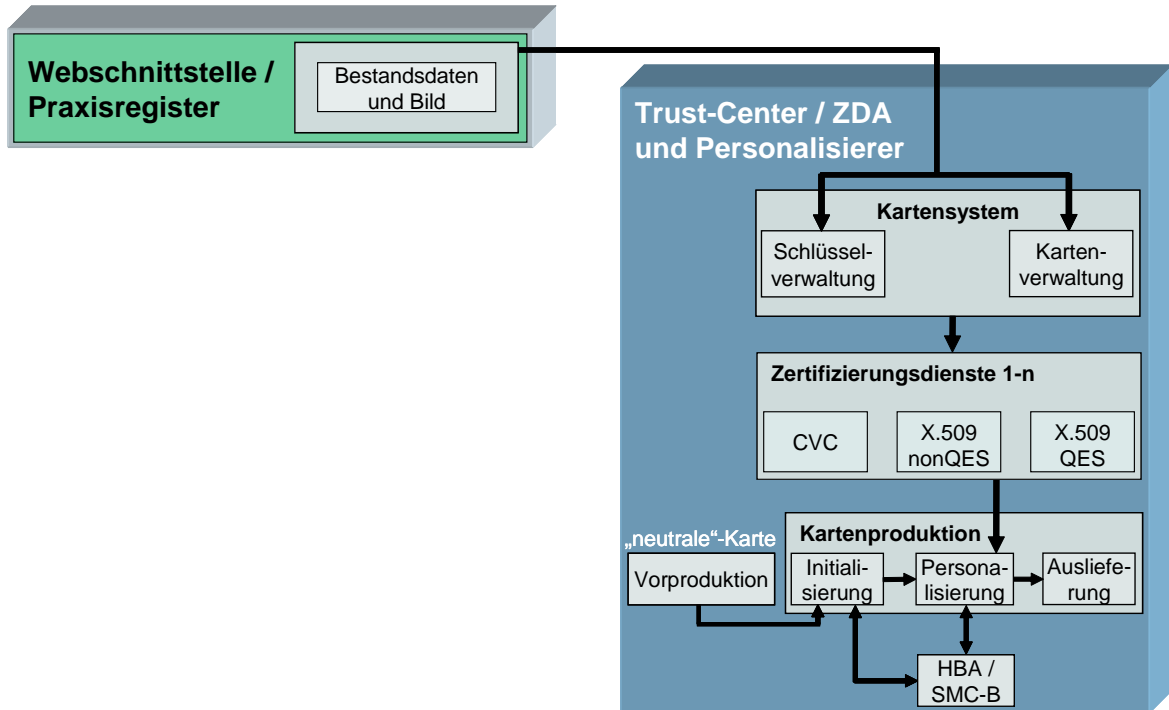 Webschnittstelle /
Praxisregister
Bestandsdaten
und Bild
Trust-Center / ZDA
und Personalisierer
Kartensystem
Schlüssel-
verwaltung
Karten-
verwaltung
Zertifizierungsdienste 1-n
CVC
X.509
nonQES
X.509
QES
Kartenproduktion
„neutrale“-Karte
Vorproduktion
Initiali-
sierung
Persona-
lisierung
Ausliefe-
rung
HBA /
SMC-B